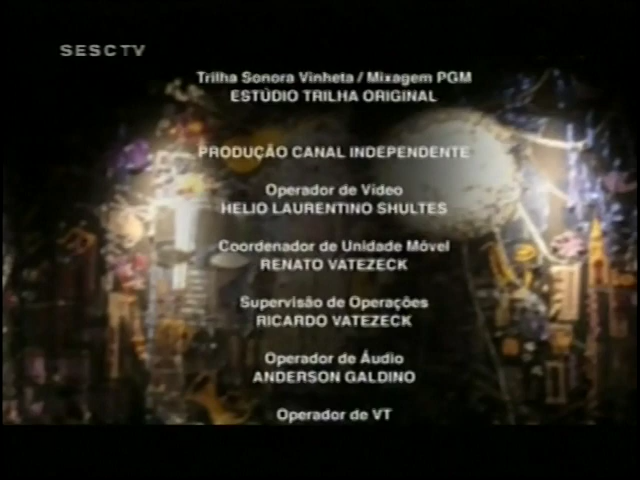 SESCTV
Trilha Sonora Vinheta / Mixagem PGM
ESTÚDIO TRILHA ORIGINAL
PRODUÇÃO CANAL INDEPENDENTE
Operador de Vídeo
HELIO LAURENTINO SHULTES
Coordenador de Unidade Móvel
RENATO VATEZECK
Supervisão de Operações
RICARDO VATEZECK
Operador de Áudio
ANDERSON GALDINO
Operador de VT